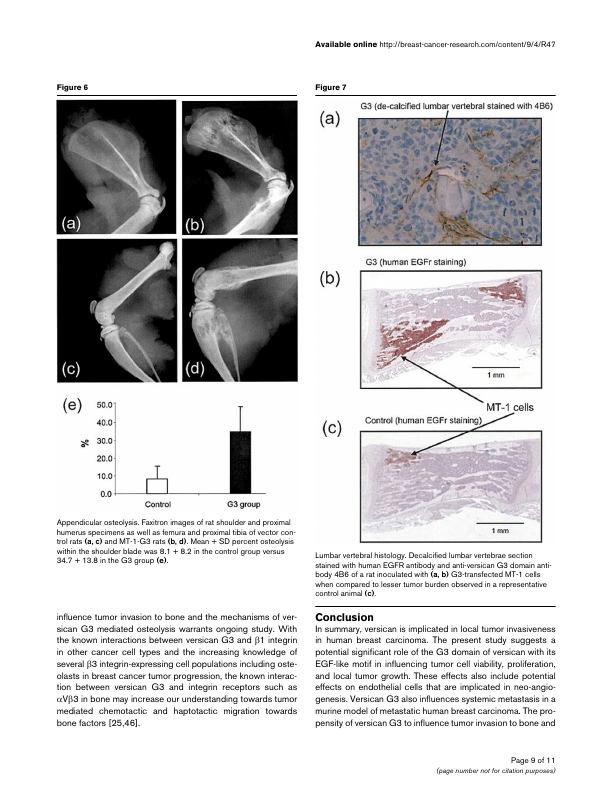 Available online http://breast-cancer-research.com/content/9/4/R47
Figure 6
(a)
(b)
(c)
(d)
(e)
50.0
40.0
30.0
20.0
10.0
0.0
%
Control
G3 group
Appendicular osteolysis. Faxitron images of rat shoulder and proximal
humerus specimens as well as femura and proximal tibia of vector con-
trol rats (a, c) and MT-1-G3 rats (b, d). Mean + SD percent osteolysis
within the shoulder blade was 8.1 + 8.2 in the control group versus
34.7 + 13.8 in the G3 group (e).
Figure 7
G3 (de-calcified lumbar vertebral stained with 4B6)
(a)
G3 (human EGFr staining)
(b)
1 mm
MT-1 cells
Control (human EGFr staining)
(c)
1 mm
Lumbar vertebral histology. Decalcified lumbar vertebrae section
stained with human EGFR antibody and anti-versican G3 domain anti-
body 4B6 of a rat inoculated with (a, b) G3-transfected MT-1 cells
when compared to lesser tumor burden observed in a representative
control animal (c).
influence tumor invasion to bone and the mechanisms of ver-
sican G3 mediated osteolysis warrants ongoing study. With
the known interactions between versican G3 and β1 integrin
in other cancer cell types and the increasing knowledge of
several β3 integrin-expressing cell populations including oste-
olasts in breast cancer tumor progression, the known interac-
tion between versican G3 and integrin receptors such as
αVβ3 in bone may increase our understanding towards tumor
mediated chemotactic and haptotactic migration towards
bone factors [25,46].
Conclusion
In summary, versican is implicated in local tumor invasiveness
in human breast carcinoma. The present study suggests a
potential significant role of the G3 domain of versican with its
EGF-like motif in influencing tumor cell viability, proliferation,
and local tumor growth. These effects also include potential
effects on endothelial cells that are implicated in neo-angio-
genesis. Versican G3 also influences systemic metastasis in a
murine model of metastatic human breast carcinoma. The pro-
pensity of versican G3 to influence tumor invasion to bone and
Page 9 of 11
(page number not for citation purposes)